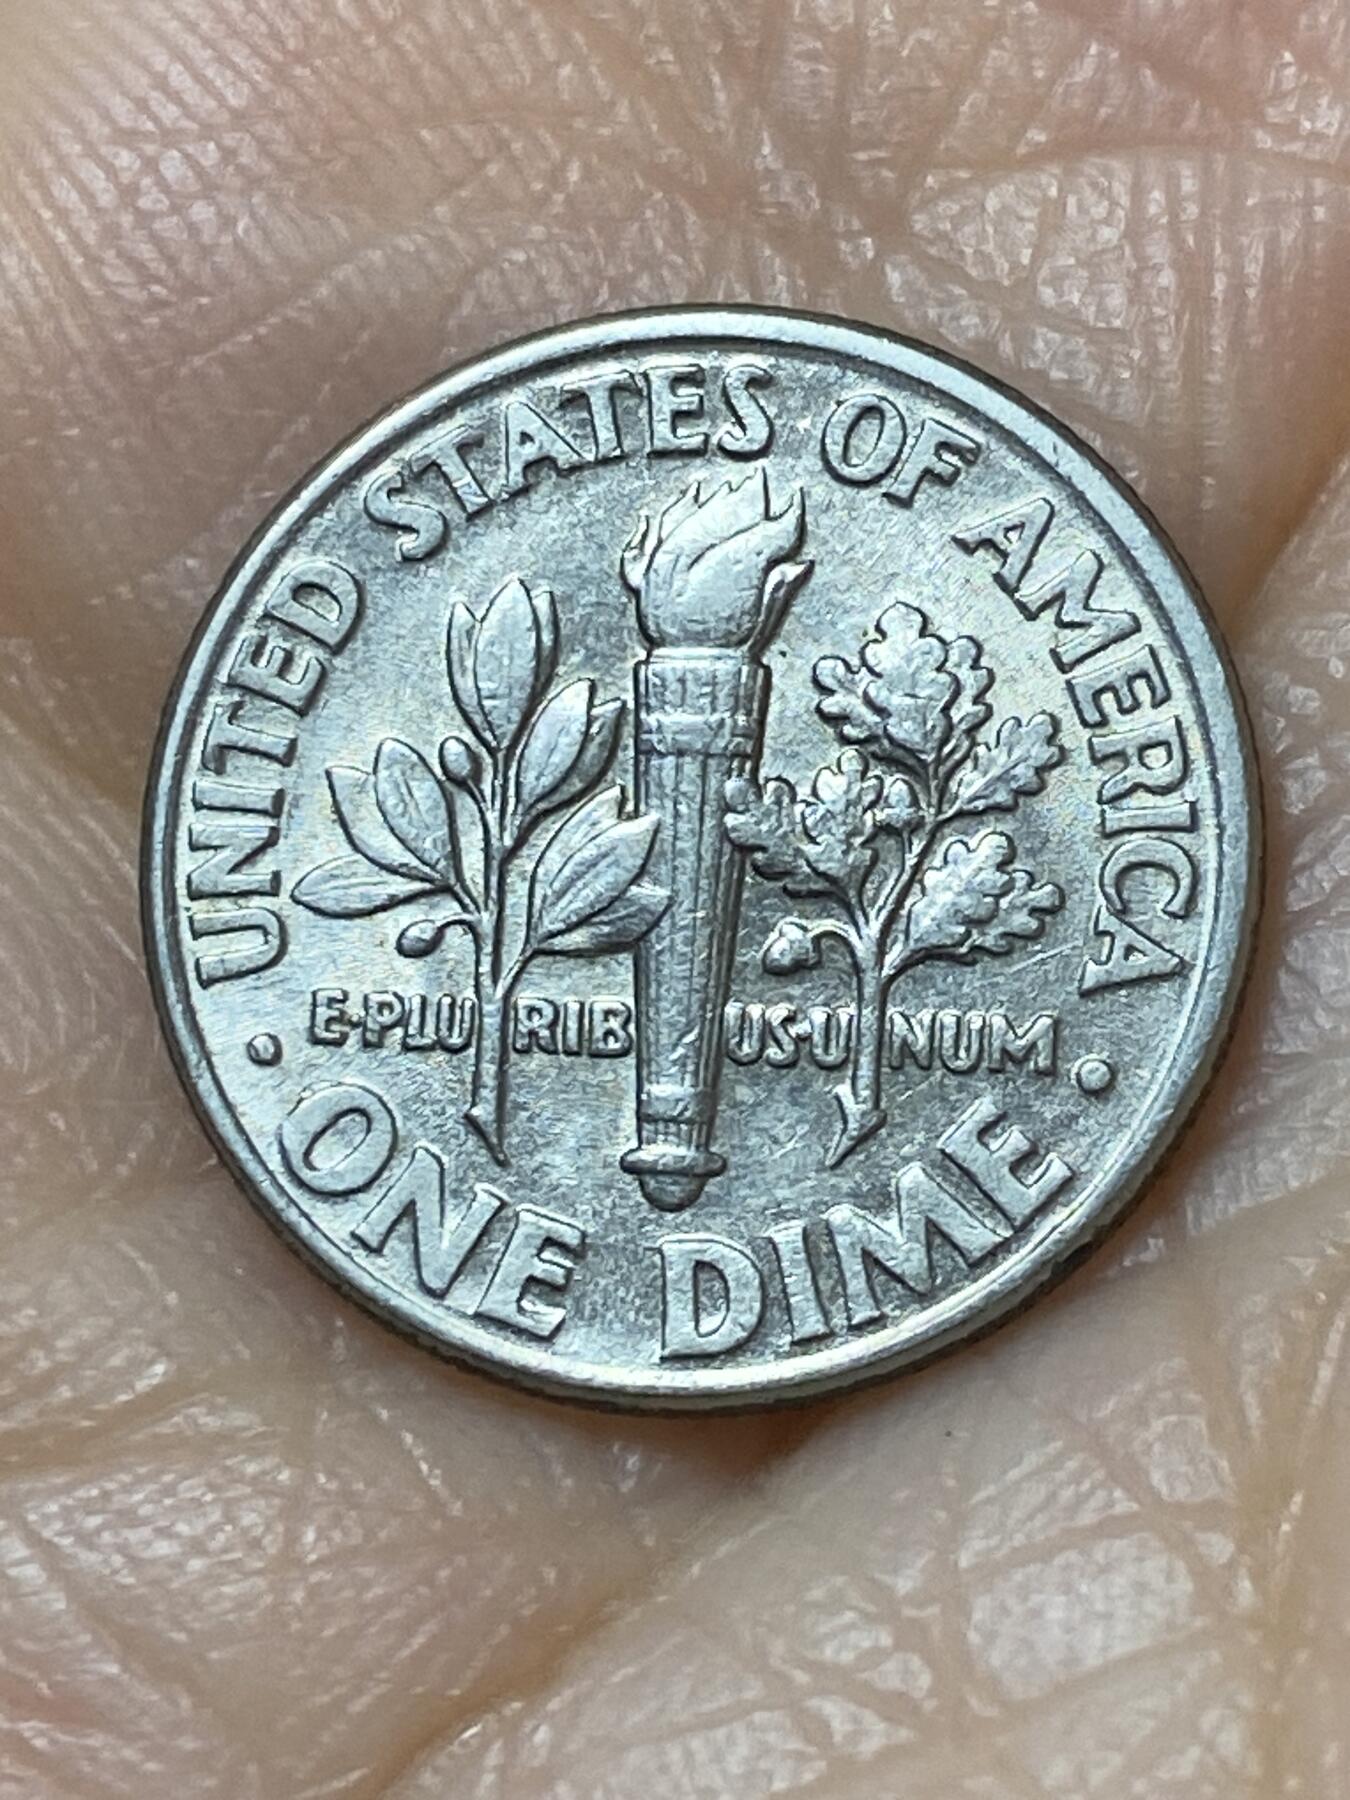 UNITED STATES OF AMERICA
E·PLURIBUS·UNUM
· ONE DIME ·